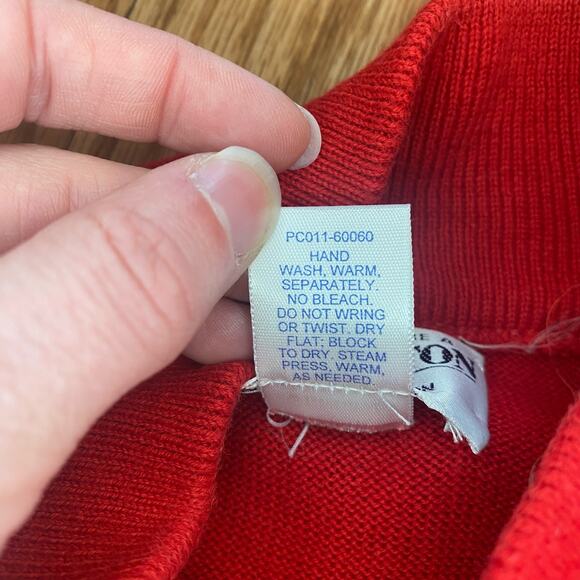 PC011-60060
HAND
WASH, WARM,
SEPARATELY.
NO BLEACH.
DO NOT WRING
OR TWIST. DRY
FLAT; BLOCK
TO DRY. STEAM
PRESS, WARM,
AS NEEDED.